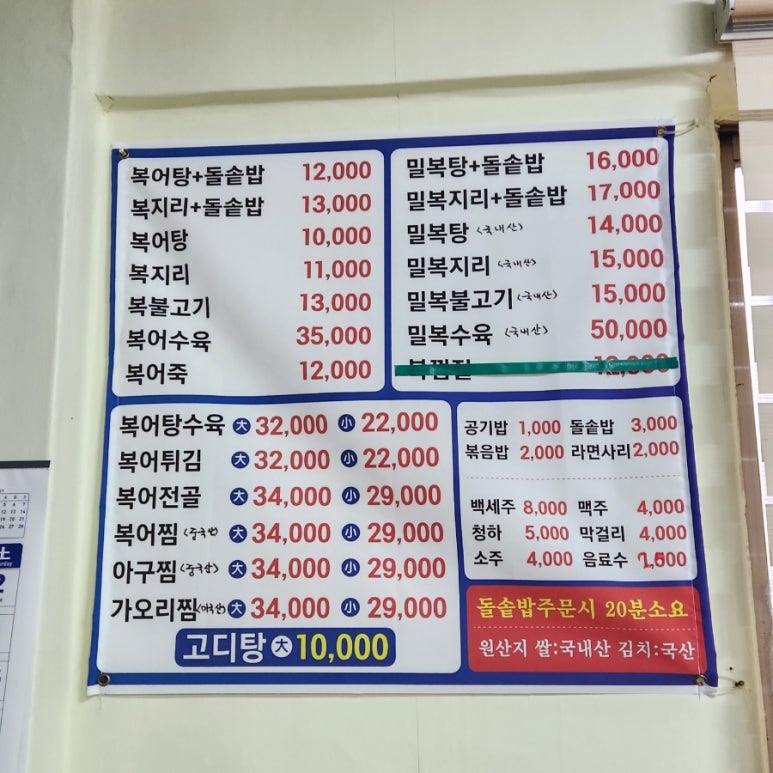 복어탕+돌솥밥 12,000
복지리+돌솥밥 13,000
복어탕 10,000
복지리 11,000
복불고기 13,000
복어수육 35,000
복어죽 12,000
밀복탕+돌솥밥 16,000
밀복지리+돌솥밥 17,000
밀복탕 <국내산> 14,000
밀복지리 <국내산> 15,000
밀복불고기 <국내산> 15,000
밀복수육 <국내산> 50,000
복어탕수육 大 32,000 小 22,000
복어튀김 大 32,000 小 22,000
복어전골 大 34,000 小 29,000
복어찜 <중국산> 大 34,000 小 29,000
아구찜 <중국산> 大 34,000 小 29,000
가오리찜 大 34,000 小 29,000
고디탕 大 10,000
공기밥 1,000 돌솥밥 3,000
볶음밥 2,000 라면사리 2,000
백세주 8,000 맥주 4,000
청하 5,000 막걸리 4,000
소주 4,000 음료수
돌솥밥주문시 20분소요
원산지 쌀:국내산 김치:국산
土